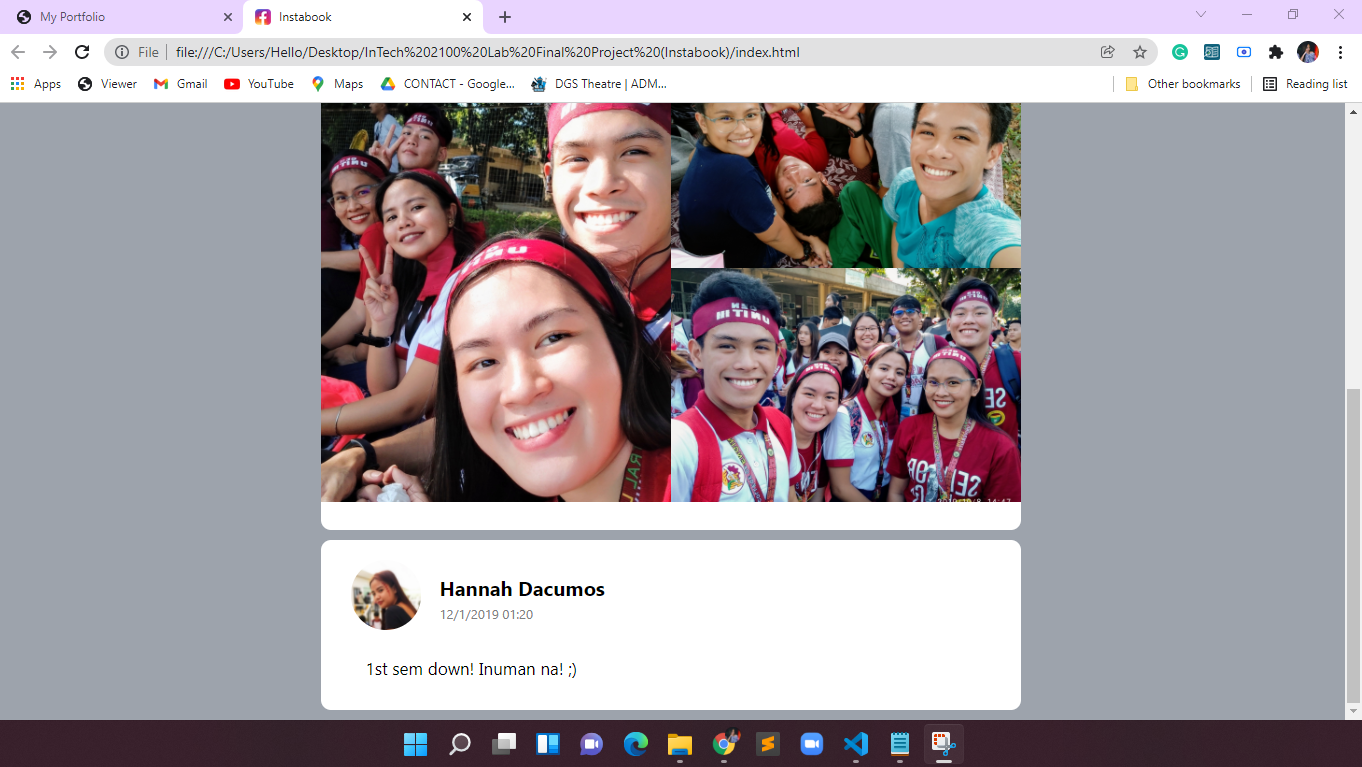 My Portfolio
Instabook
File
file:///C:/Users/Hello/Desktop/InTech%202100%20Lab%20Final%20Project%20(Instabook)/index.html
Apps
Viewer
Gmail
YouTube
Maps
CONTACT - Google...
DGS Theatre | ADM...
Other bookmarks
Reading list
Hannah Dacumos
12/1/2019 01:20
1st sem down! Inuman na! ;)